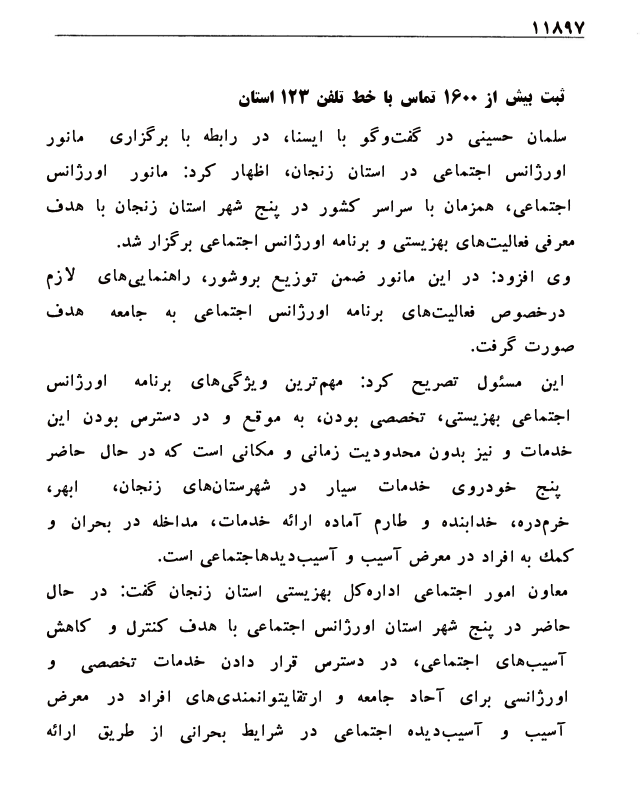 ۱۱۸۹۷
ثبت بیش از ۱۶۰۰ تماس با خط تلفن ۱۲۳ استان
سلمان حسینی در گفت‌وگو با ایسنا، در رابطه با برگزاری مانور
اورژانس اجتماعی در استان زنجان، اظهار کرد: مانور اورژانس
اجتماعی، همزمان با سراسر کشور در پنج شهر استان زنجان با هدف
معرفی فعالیت‌های بهزیستی و برنامه اورژانس اجتماعی برگزار شد.
وی افزود: در این مانور ضمن توزیع بروشور، راهنمایی‌های لازم
درخصوص فعالیت‌های برنامه اورژانس اجتماعی به جامعه هدف
صورت گرفت.
این مسئول تصریح کرد: مهم‌ترین ویژگی‌های برنامه اورژانس
اجتماعی بهزیستی، تخصصی بودن، به موقع و در دسترس بودن این
خدمات و نیز بدون محدودیت زمانی و مکانی است که در حال حاضر
پنج خودروی خدمات سیار در شهرستان‌های زنجان، ابهر،
خرم‌دره، خدابنده و طارم آماده ارائه خدمات، مداخله در بحران و
کمك به افراد در معرض آسیب و آسیب‌دیدهاجتماعی است.
معاون امور اجتماعی اداره‌کل بهزیستی استان زنجان گفت: در حال
حاضر در پنج شهر استان اورژانس اجتماعی با هدف کنترل و کاهش
آسیب‌های اجتماعی، در دسترس قرار دادن خدمات تخصصی و
اورژانسی برای آحاد جامعه و ارتقایتوانمندی‌های افراد در معرض
آسیب و آسیب‌دیده اجتماعی در شرایط بحرانی از طریق ارائه